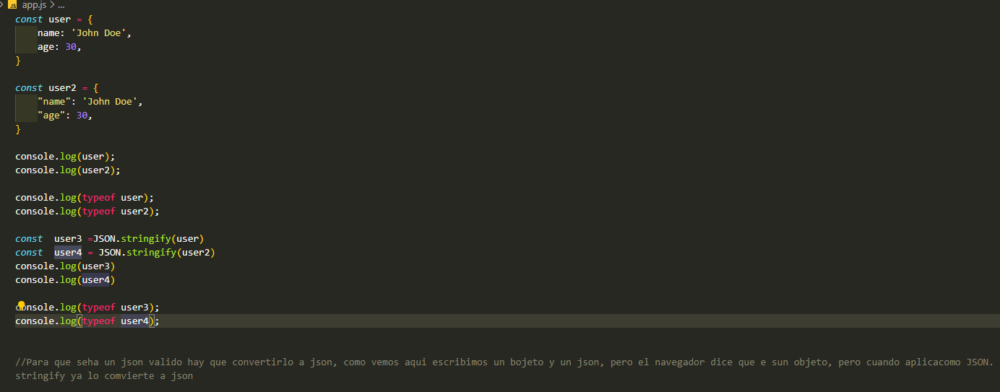 JS app.js > ...
const user = {
name: 'John Doe',
age: 30,
}
const user2 = {
"name": 'John Doe',
"age": 30,
}
console.log(user);
console.log(user2);
console.log(typeof user);
console.log(typeof user2);
const  user3 =JSON.stringify(user)
const  user4 = JSON.stringify(user2)
console.log(user3)
console.log(user4)
console.log(typeof user3);
console.log(typeof user4);
//Para que seha un json valido hay que convertirlo a json, como vemos aqui escribimos un bojeto y un json, pero el navegador dice que e sun objeto, pero cuando aplicacomo JSON.
stringify ya lo comvierte a json